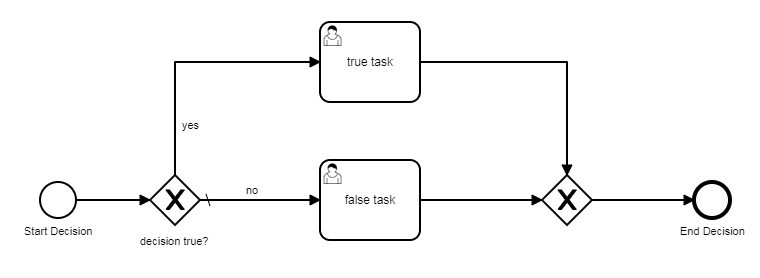 true task
yes
no
false task
Start Decision
decision true?
End Decision